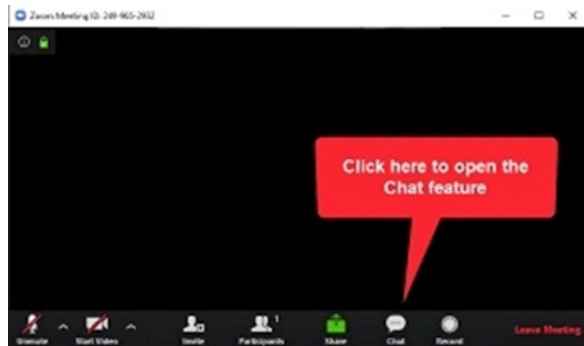 Zoom Meeting ID: 249-965-2932
Click here to open the
Chat feature
1
Unmute
Start Video
Invite
Participants
Share
Chat
Record
Leave Meeting